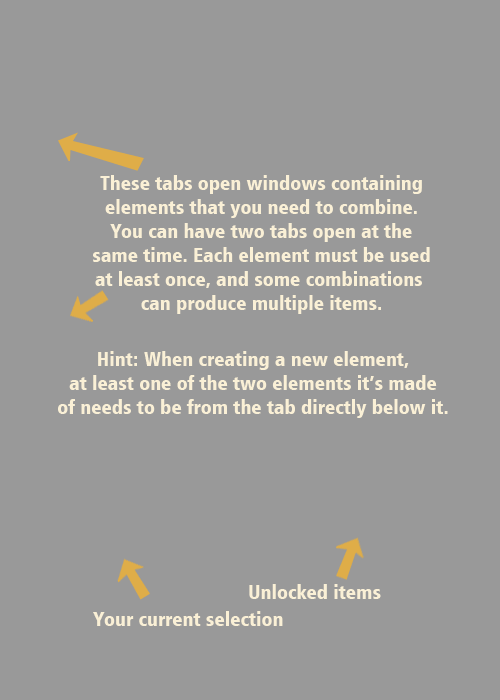 These tabs open windows containing
elements that you need to combine.
You can have two tabs open at the
same time. Each element must be used
at least once, and some combinations
can produce multiple items.
Hint: When creating a new element,
at least one of the two elements it's made
of needs to be from the tab directly below it.
Unlocked items
Your current selection